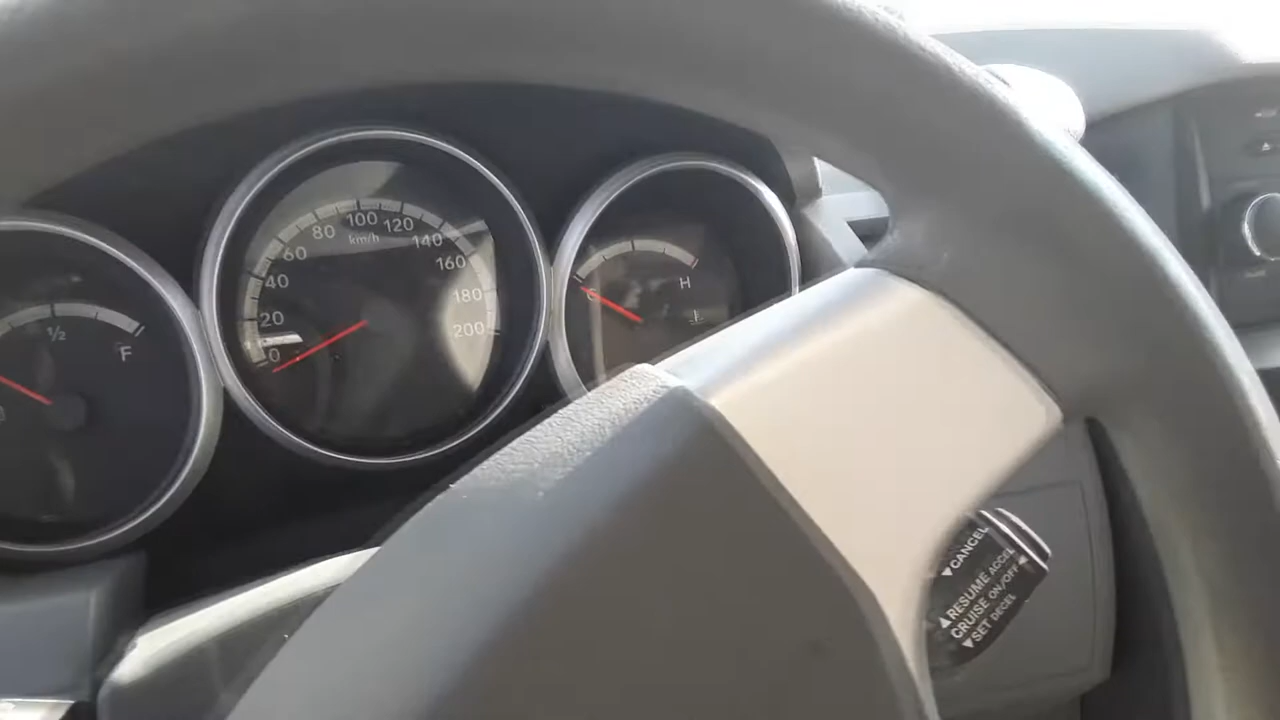 ½
F
0
20
40
60
80
100
120
140
160
180
200
km/h
C
H
▼CANCEL
▲RESUME ACCEL
CRUISE ON/OFF
▼SET DECEL